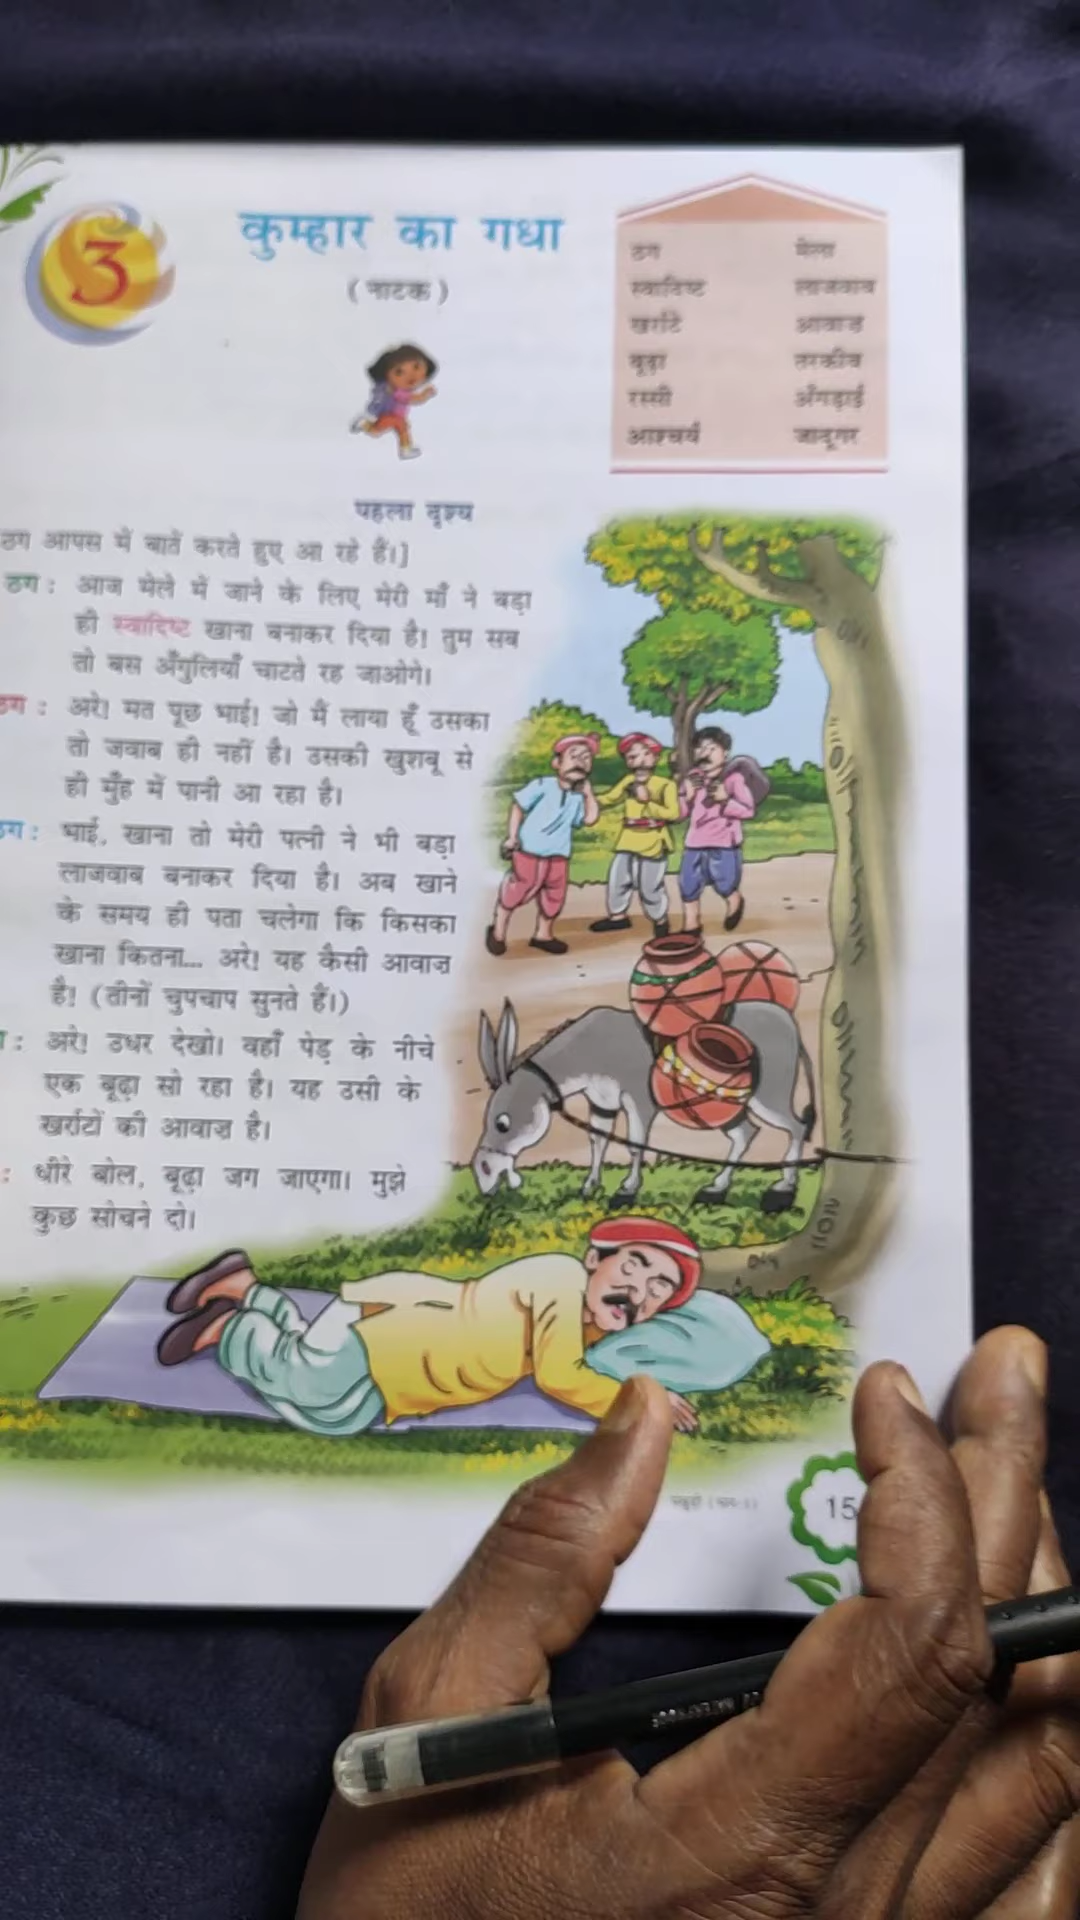 3
कुम्हार का गधा
(नाटक)
ठग मेला
स्वादिष्ट लाजवाब
खर्राटे आवाज़
बूढ़ा तरकीब
रस्सी अँगड़ाई
आश्चर्य जादूगर
पहला दृश्य
ठग आपस में बातें करते हुए आ रहे हैं।]
ठग : आज मेले में जाने के लिए मेरी माँ ने बड़ा
ही स्वादिष्ट खाना बनाकर दिया है! तुम सब
तो बस अँगुलियाँ चाटते रह जाओगे।
ठग : अरे! मत पूछ भाई! जो मैं लाया हूँ उसका
तो जवाब ही नहीं है। उसकी खुशबू से
ही मुँह में पानी आ रहा है।
ठग : भाई, खाना तो मेरी पत्नी ने भी बड़ा
लाजवाब बनाकर दिया है। अब खाने
के समय ही पता चलेगा कि किसका
खाना कितना... अरे! यह कैसी आवाज़
है! (तीनों चुपचाप सुनते हैं।)
: अरे! उधर देखो। वहाँ पेड़ के नीचे
एक बूढ़ा सो रहा है। यह उसी के
खर्राटों की आवाज़ है।
: धीरे बोल, बूढ़ा जग जाएगा। मुझे
कुछ सोचने दो।
15